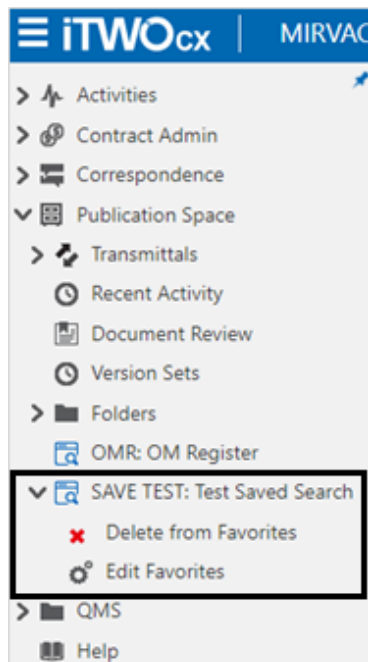 iTWOcx MIRVAC
Activities
Contract Admin
Correspondence
Publication Space
Transmittals
Recent Activity
Document Review
Version Sets
Folders
OMR: OM Register
SAVE TEST: Test Saved Search
Delete from Favorites
Edit Favorites
QMS
Help